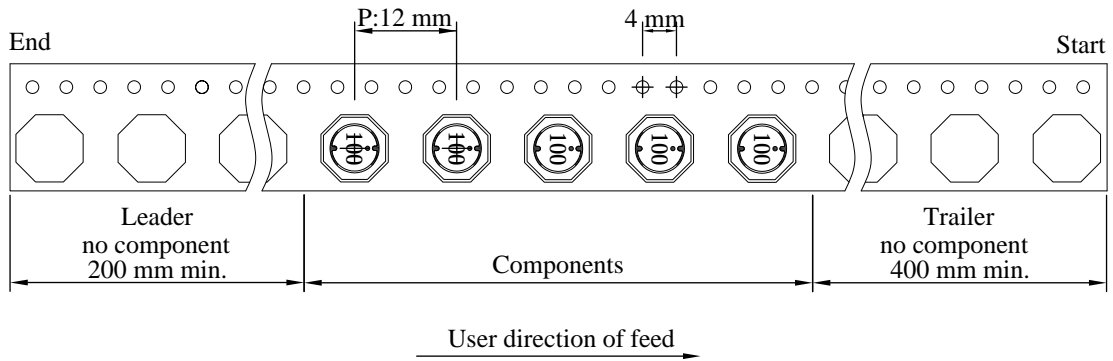 P:12 mm
4 mm
End
Start
100
100
100
100
100
Leader
no component
200 mm min.
Components
Trailer
no component
400 mm min.
User direction of feed